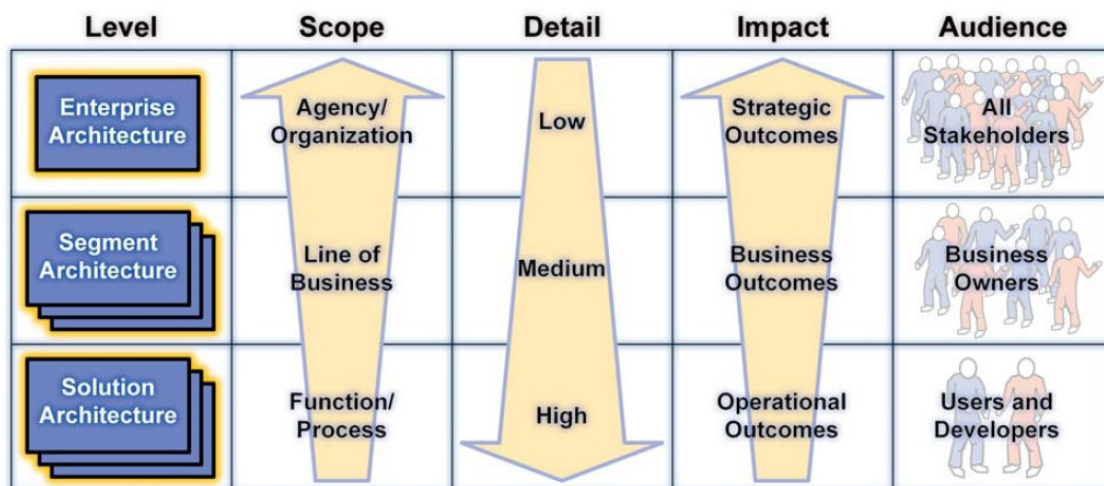 Level Scope Detail Impact Audience
Enterprise
Architecture
Agency/
Organization
Low
Strategic
Outcomes
All
Stakeholders
Segment
Architecture
Line of
Business
Medium
Business
Outcomes
Business
Owners
Solution
Architecture
Function/
Process
High
Operational
Outcomes
Users and
Developers